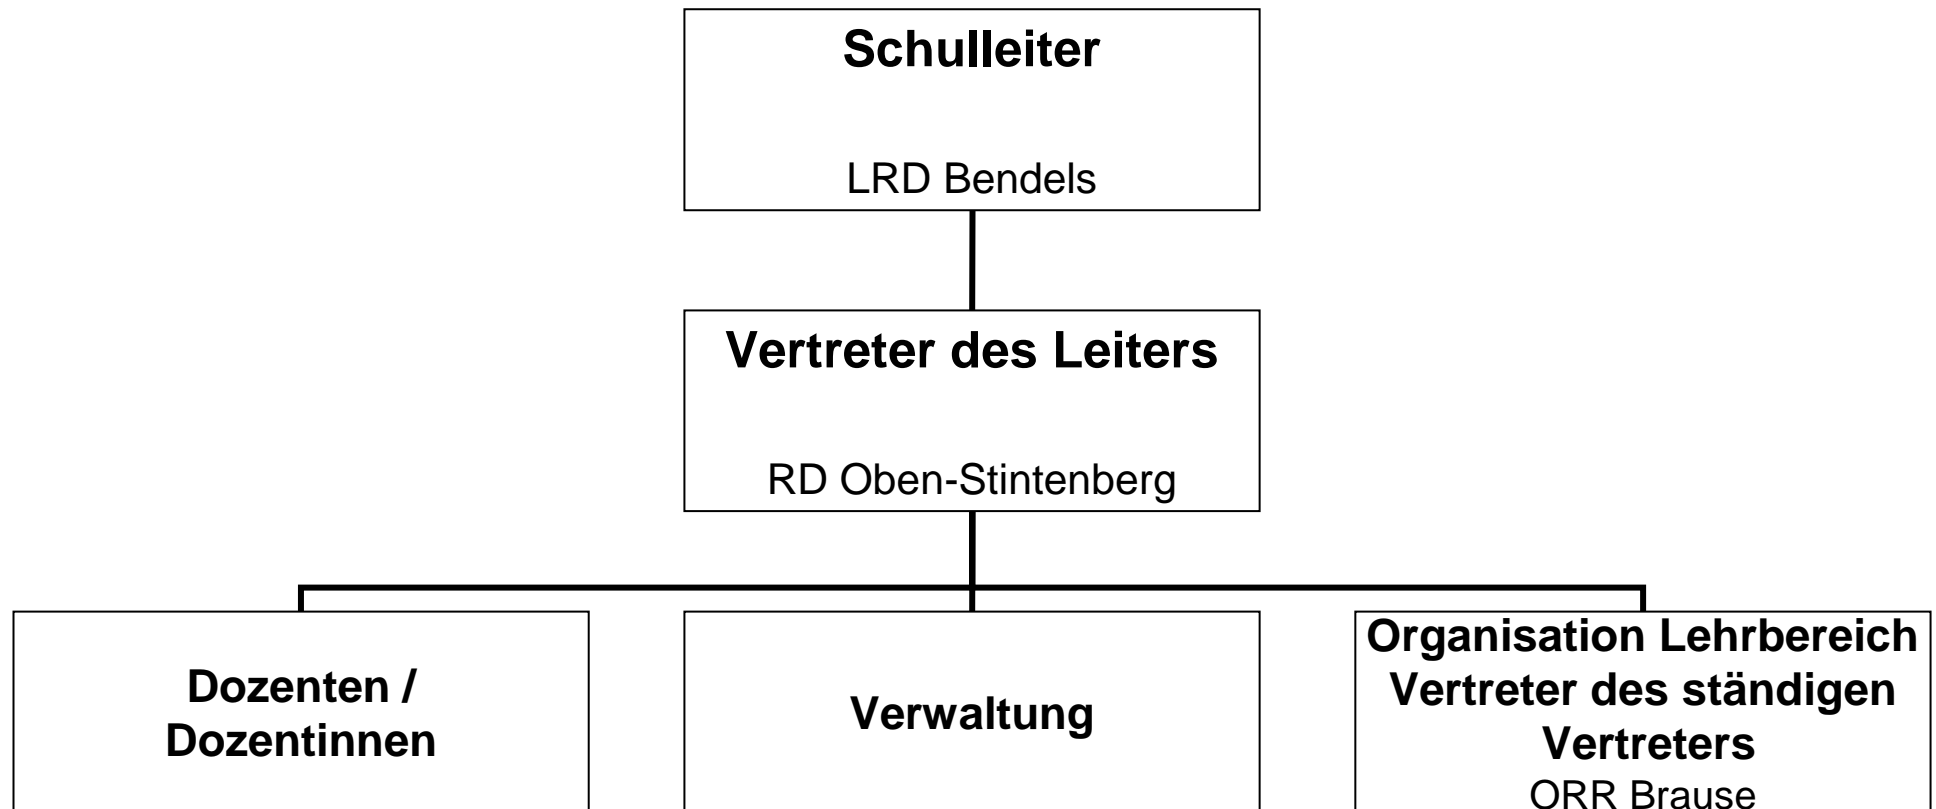 Schulleiter
LRD Bendels
Vertreter des Leiters
RD Oben-Stintenberg
Dozenten /
Dozentinnen
Verwaltung
Organisation Lehrbereich
Vertreter des ständigen
Vertreters
ORR Brause